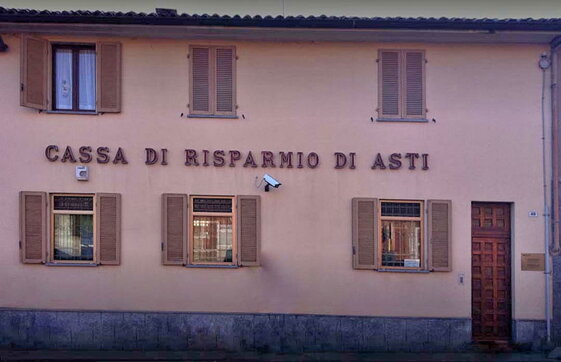 CASSA DI RISPARMIO DI ASTI